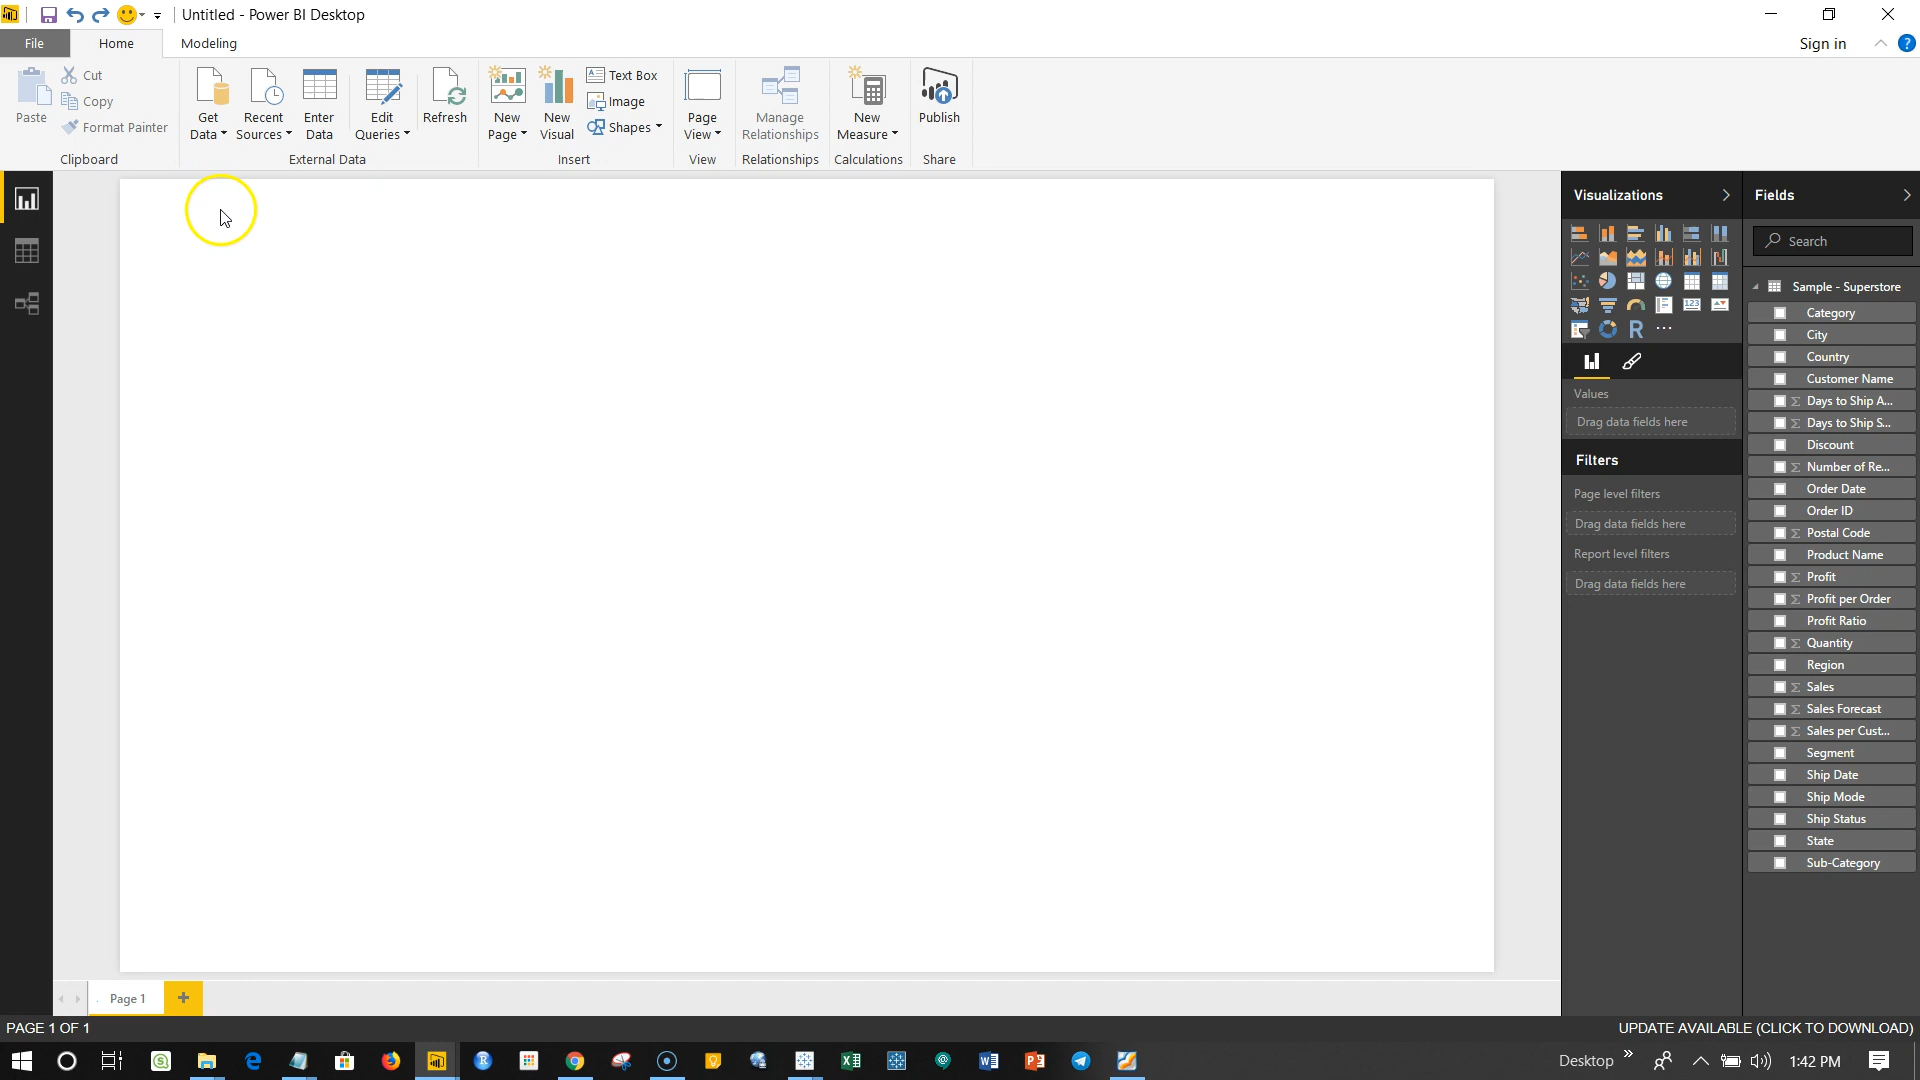 Untitled - Power BI Desktop
File
Home
Modeling
Sign in
Paste
Cut
Copy
Format Painter
Clipboard
Get Data
Recent Sources
Enter Data
Edit Queries
Refresh
External Data
New Page
New Visual
Text Box
Image
Shapes
Insert
Page View
View
Manage Relationships
Relationships
New Measure
Calculations
Publish
Share
Visualizations
R
123
Values
Drag data fields here
Filters
Page level filters
Drag data fields here
Report level filters
Drag data fields here
Fields
Search
Sample - Superstore
Category
City
Country
Customer Name
Σ Days to Ship A...
Σ Days to Ship S...
Discount
Σ Number of Re...
Order Date
Order ID
Σ Postal Code
Product Name
Σ Profit
Σ Profit per Order
Profit Ratio
Σ Quantity
Region
Σ Sales
Σ Sales Forecast
Σ Sales per Cust...
Segment
Ship Date
Ship Mode
Ship Status
State
Sub-Category
Page 1
PAGE 1 OF 1
UPDATE AVAILABLE (CLICK TO DOWNLOAD)
Desktop
1:42 PM